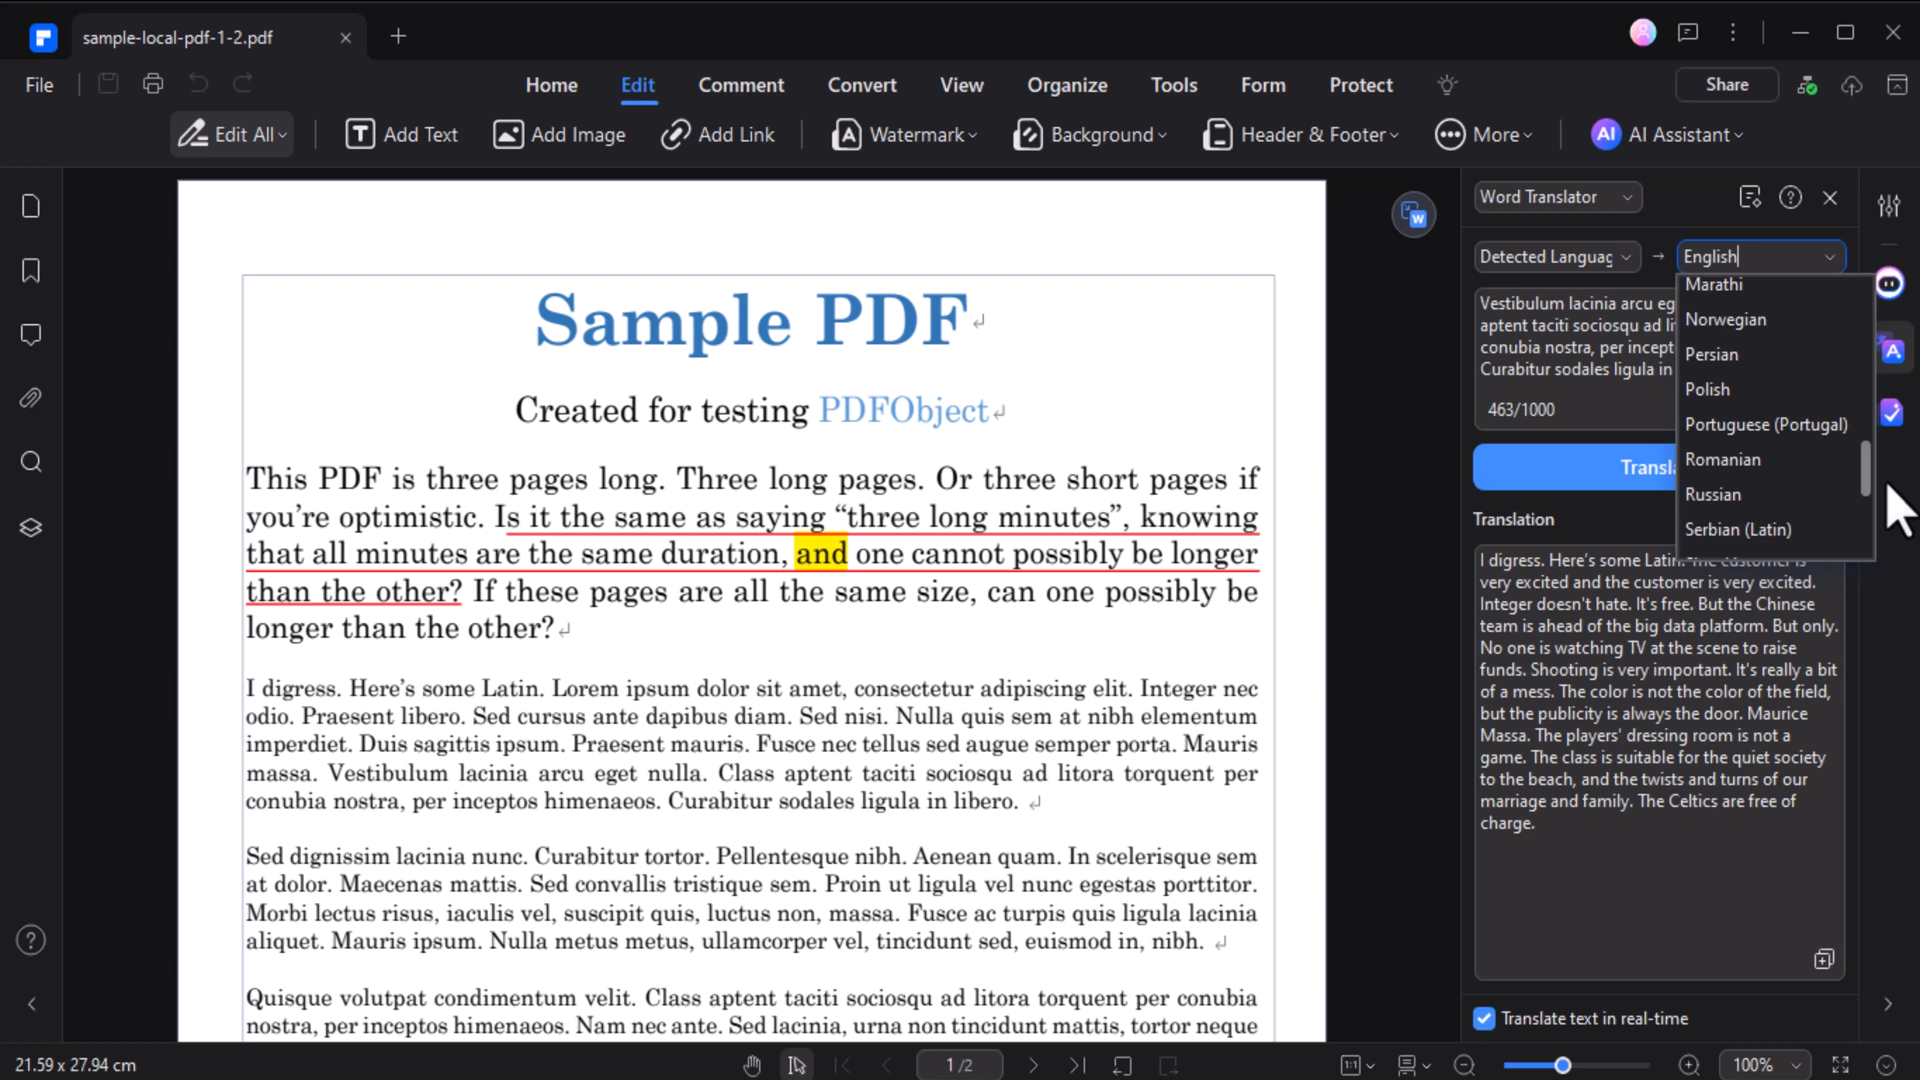 sample-local-pdf-1-2.pdf
File
Home
Edit
Comment
Convert
View
Organize
Tools
Form
Protect
Share
Edit All
Add Text
Add Image
Add Link
Watermark
Background
Header & Footer
More
AI Assistant
Sample PDF
Created for testing PDFObject
This PDF is three pages long. Three long pages. Or three short pages if
you’re optimistic. Is it the same as saying “three long minutes”, knowing
that all minutes are the same duration, and one cannot possibly be longer
than the other? If these pages are all the same size, can one possibly be
longer than the other?
I digress. Here’s some Latin. Lorem ipsum dolor sit amet, consectetur adipiscing elit. Integer nec
odio. Praesent libero. Sed cursus ante dapibus diam. Sed nisi. Nulla quis sem at nibh elementum
imperdiet. Duis sagittis ipsum. Praesent mauris. Fusce nec tellus sed augue semper porta. Mauris
massa. Vestibulum lacinia arcu eget nulla. Class aptent taciti sociosqu ad litora torquent per
conubia nostra, per inceptos himenaeos. Curabitur sodales ligula in libero.
Sed dignissim lacinia nunc. Curabitur tortor. Pellentesque nibh. Aenean quam. In scelerisque sem
at dolor. Maecenas mattis. Sed convallis tristique sem. Proin ut ligula vel nunc egestas porttitor.
Morbi lectus risus, iaculis vel, suscipit quis, luctus non, massa. Fusce ac turpis quis ligula lacinia
aliquet. Mauris ipsum. Nulla metus metus, ullamcorper vel, tincidunt sed, euismod in, nibh.
Quisque volutpat condimentum velit. Class aptent taciti sociosqu ad litora torquent per conubia
nostra, per inceptos himenaeos. Nam nec ante. Sed lacinia, urna non tincidunt mattis, tortor neque
Word Translator
Detected Languag
English
Vestibulum lacinia arcu eg
aptent taciti sociosqu ad li
conubia nostra, per incept
Curabitur sodales ligula in
463/1000
Marathi
Norwegian
Persian
Polish
Portuguese (Portugal)
Romanian
Russian
Serbian (Latin)
Transla
Translation
I digress. Here's some Latin. The customer is
very excited and the customer is very excited.
Integer doesn't hate. It's free. But the Chinese
team is ahead of the big data platform. But only.
No one is watching TV at the scene to raise
funds. Shooting is very important. It's really a bit
of a mess. The color is not the color of the field,
but the publicity is always the door. Maurice
Massa. The players' dressing room is not a
game. The class is suitable for the quiet society
to the beach, and the twists and turns of our
marriage and family. The Celtics are free of
charge.
Translate text in real-time
21.59 x 27.94 cm
1 /2
100%